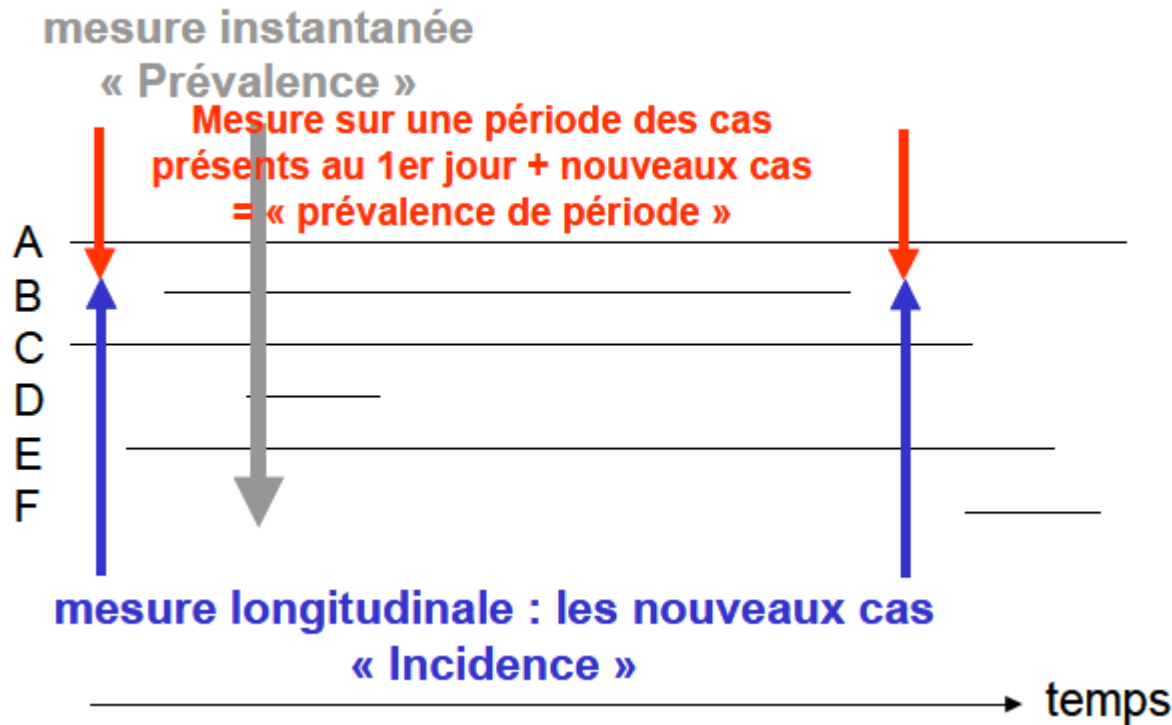 mesure instantanée
« Prévalence »
Mesure sur une période des cas
présents au 1er jour + nouveaux cas
= « prévalence de période »
A
B
C
D
E
F
mesure longitudinale : les nouveaux cas
« Incidence »
temps